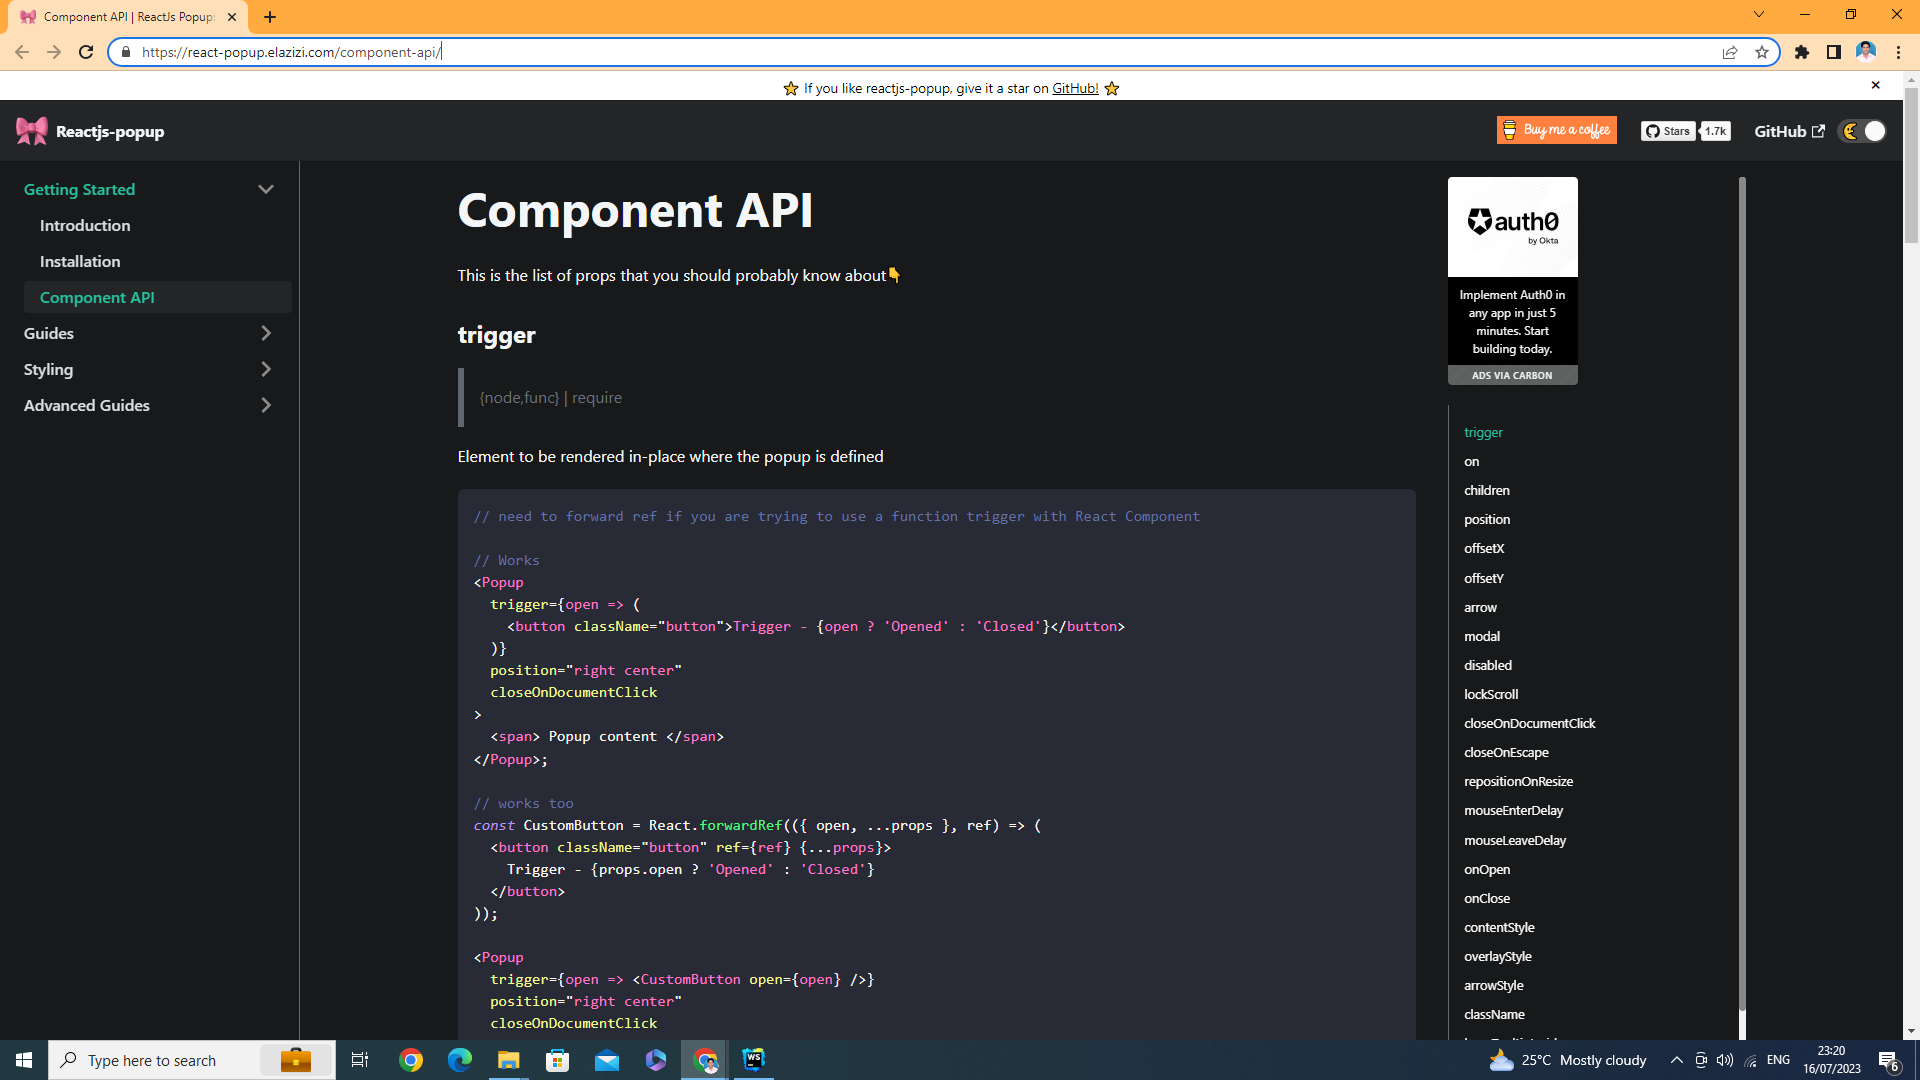 Component API | ReactJs Popup:
https://react-popup.elazizi.com/component-api/
If you like reactjs-popup, give it a star on GitHub!
Reactjs-popup
Buy me a coffee
Stars
1.7k
GitHub
Getting Started
Introduction
Installation
Component API
Guides
Styling
Advanced Guides
Component API
This is the list of props that you should probably know about
trigger
{node,func} | require
Element to be rendered in-place where the popup is defined
// need to forward ref if you are trying to use a function trigger with React Component
// Works
<Popup
trigger={open => (
<button className="button">Trigger - {open ? 'Opened' : 'Closed'}</button>
)}
position="right center"
closeOnDocumentClick
>
<span> Popup content </span>
</Popup>;
// works too
const CustomButton = React.forwardRef(({ open, ...props }, ref) => (
<button className="button" ref={ref} {...props}>
Trigger - {props.open ? 'Opened' : 'Closed'}
</button>
));
<Popup
trigger={open => <CustomButton open={open} />}
position="right center"
closeOnDocumentClick
auth0
by Okta
Implement Auth0 in
any app in just 5
minutes. Start
building today.
ADS VIA CARBON
trigger
on
children
position
offsetX
offsetY
arrow
modal
disabled
lockScroll
closeOnDocumentClick
closeOnEscape
repositionOnResize
mouseEnterDelay
mouseLeaveDelay
onOpen
onClose
contentStyle
overlayStyle
arrowStyle
className
Type here to search
WS
25°C Mostly cloudy
ENG
23:20
16/07/2023
6